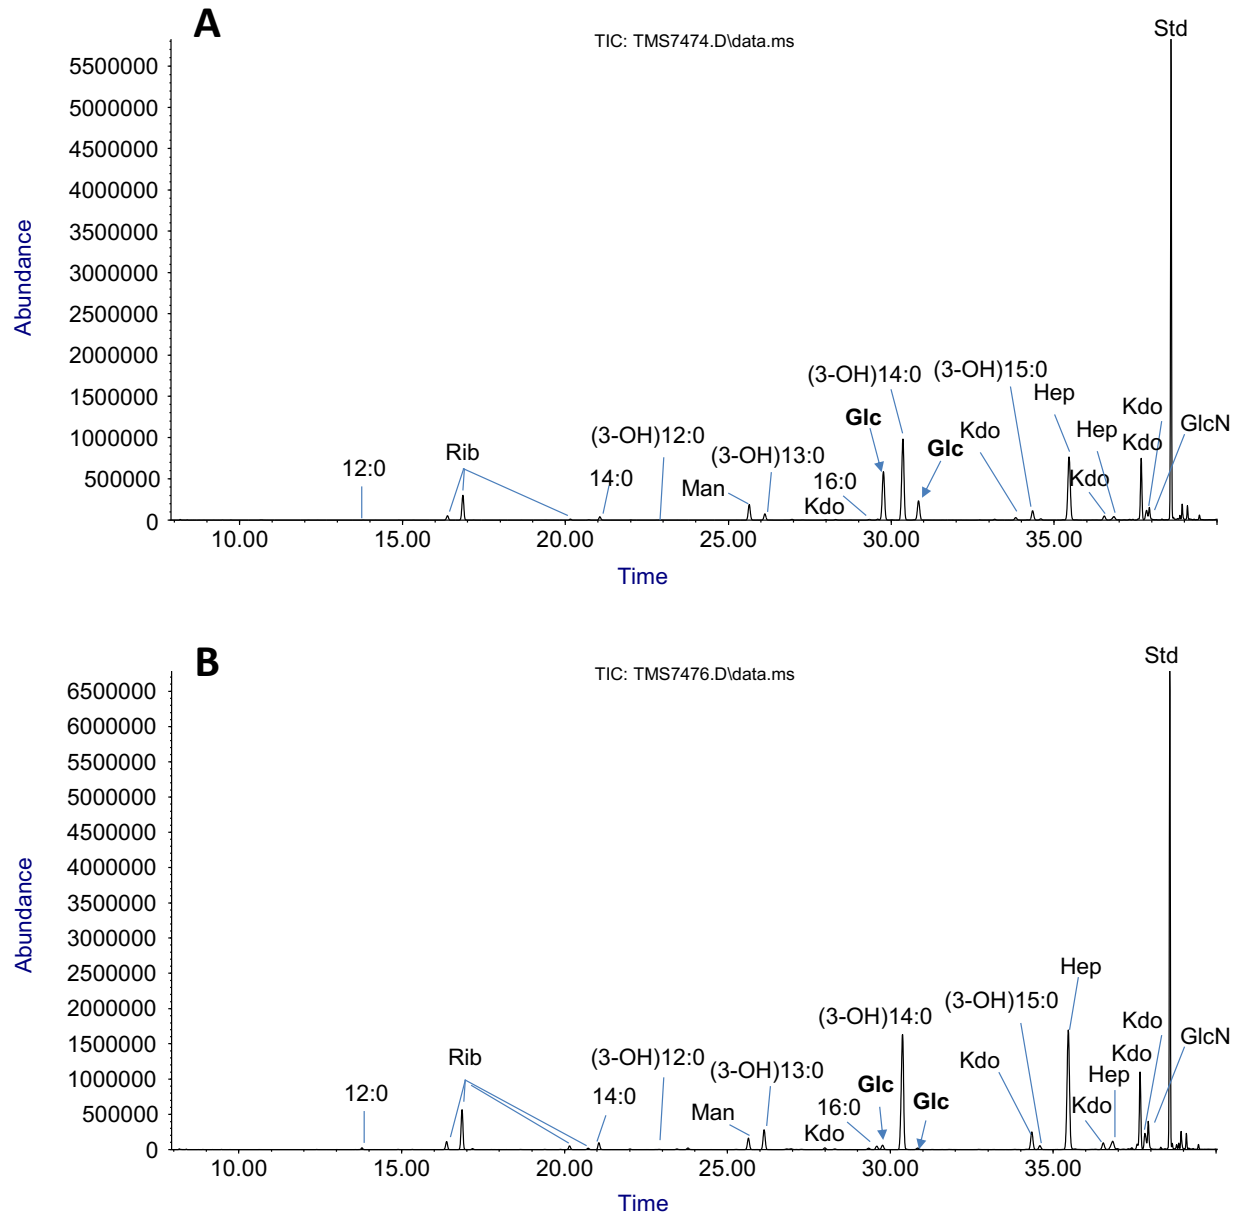 A
TIC: TMS7474.D\data.ms
Std
5500000
5000000
4500000
4000000
3500000
3000000
2500000
2000000
1500000
1000000
500000
0
Abundance
12:0
Rib
14:0
(3-OH)12:0
Man
(3-OH)13:0
16:0
Kdo
Glc
(3-OH)14:0
Glc
Kdo
(3-OH)15:0
Hep
Kdo
Hep
Kdo
Kdo
GlcN
10.00 15.00 20.00 25.00 30.00 35.00
Time
B
TIC: TMS7476.D\data.ms
Std
6500000
6000000
5500000
5000000
4500000
4000000
3500000
3000000
2500000
2000000
1500000
1000000
500000
0
Abundance
12:0
Rib
14:0
(3-OH)12:0
Man
(3-OH)13:0
16:0
Kdo
Glc
(3-OH)14:0
Glc
Kdo
(3-OH)15:0
Hep
Kdo
Hep
Kdo
Kdo
GlcN
10.00 15.00 20.00 25.00 30.00 35.00
Time